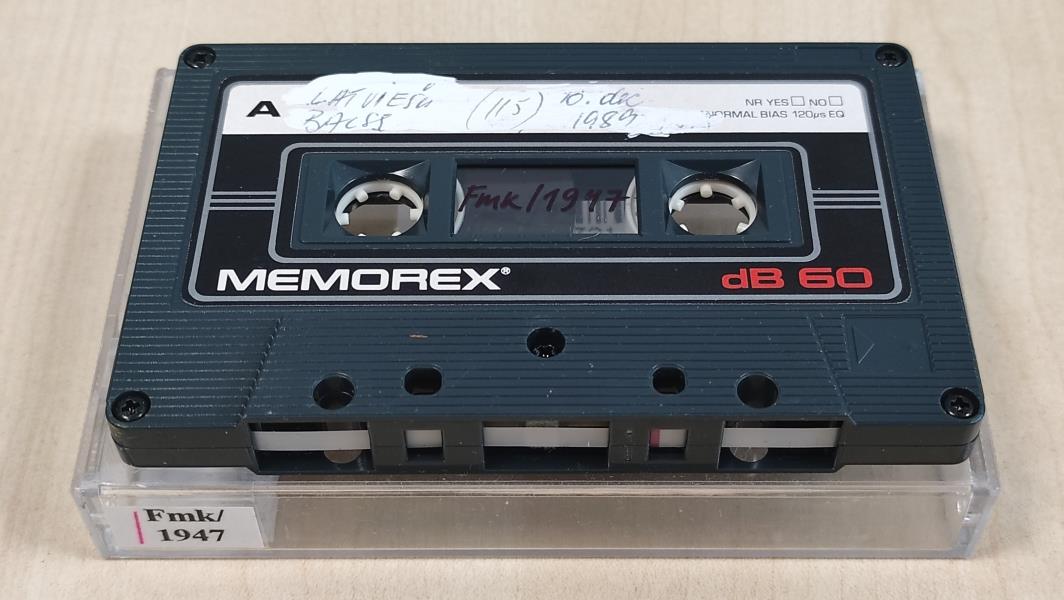 A
LATVIEŠU (115) 10. dec
BALSS 1989
NR YES NO
NORMAL BIAS 120µs EQ
Fmk/1947
MEMOREX®
dB 60
Fmk/
1947